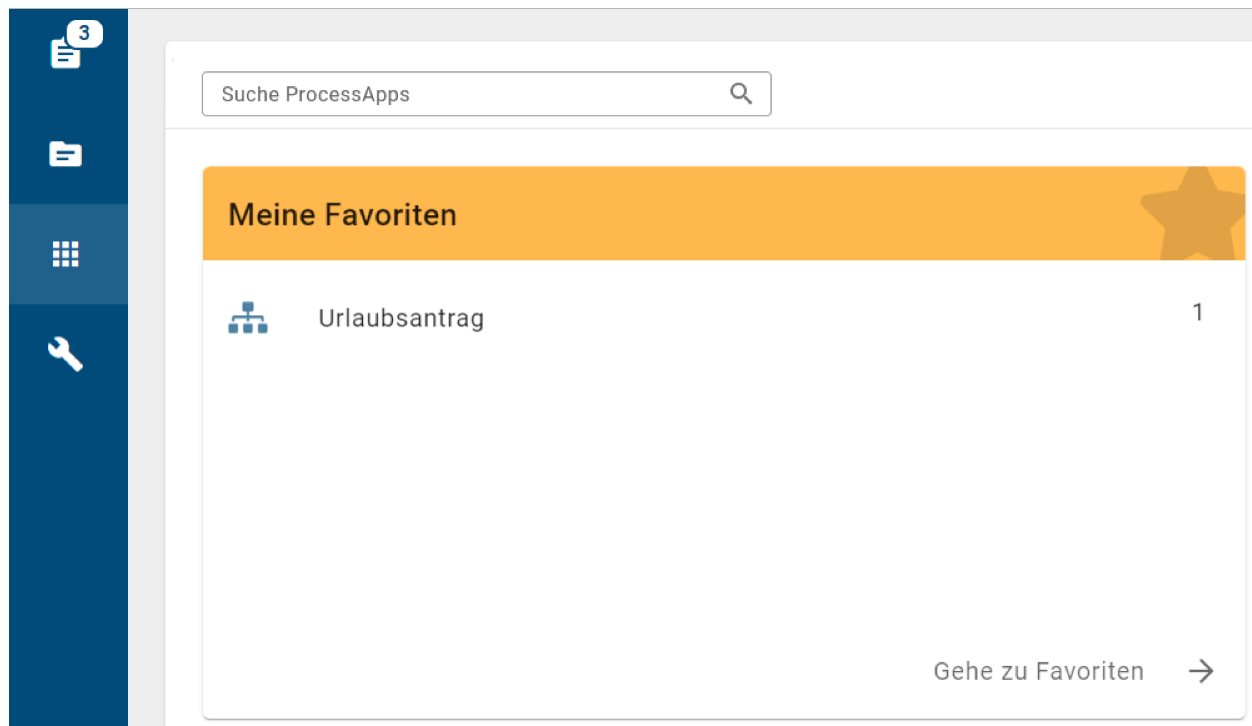 3
Suche ProcessApps
Meine Favoriten
Urlaubsantrag 1
Gehe zu Favoriten